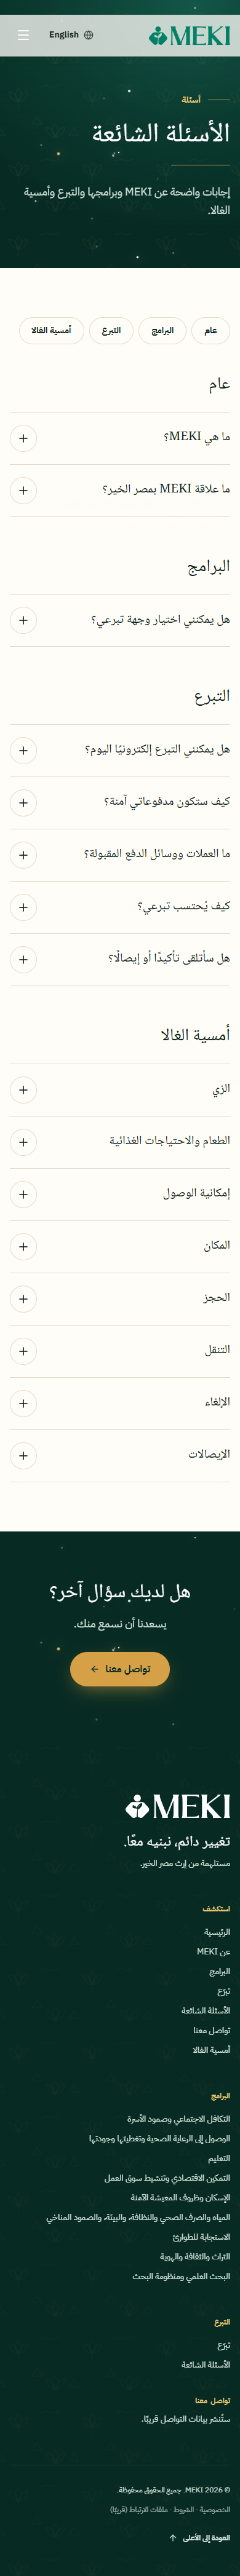 MEKI
English
أسئلة
الأسئلة الشائعة
إجابات واضحة عن MEKI وبرامجها والتبرع وأمسية
الغالا.
عام
البرامج
التبرع
أمسية الغالا
عام
ما هي MEKI؟
ما علاقة MEKI بمصر الخير؟
البرامج
هل يمكنني اختيار وجهة تبرعي؟
التبرع
هل يمكنني التبرع إلكترونيًا اليوم؟
كيف ستكون مدفوعاتي آمنة؟
ما العملات ووسائل الدفع المقبولة؟
كيف يُحتسب تبرعي؟
هل سأتلقى تأكيدًا أو إيصالًا؟
أمسية الغالا
الزي
الطعام والاحتياجات الغذائية
إمكانية الوصول
المكان
الحجز
التنقل
الإلغاء
الإيصالات
هل لديك سؤال آخر؟
يسعدنا أن نسمع منك.
تواصل معنا
MEKI
تغيير دائم، نبنيه معًا.
مستلهمة من إرث مصر الخير.
استكشف
الرئيسية
عن MEKI
البرامج
تبرّع
الأسئلة الشائعة
تواصل معنا
أمسية الغالا
البرامج
التكافل الاجتماعي وصمود الأسرة
الوصول إلى الرعاية الصحية وتغطيتها وجودتها
التعليم
التمكين الاقتصادي وتنشيط سوق العمل
الإسكان وظروف المعيشة الآمنة
المياه والصرف الصحي والنظافة، والبيئة، والصمود المناخي
الاستجابة للطوارئ
التراث والثقافة والهوية
البحث العلمي ومنظومة البحث
التبرع
تبرّع
الأسئلة الشائعة
تواصل معنا
ستُنشر بيانات التواصل قريبًا.
© 2026 MEKI. جميع الحقوق محفوظة.
الخصوصية · الشروط · ملفات الارتباط (قريبًا)
العودة إلى الأعلى